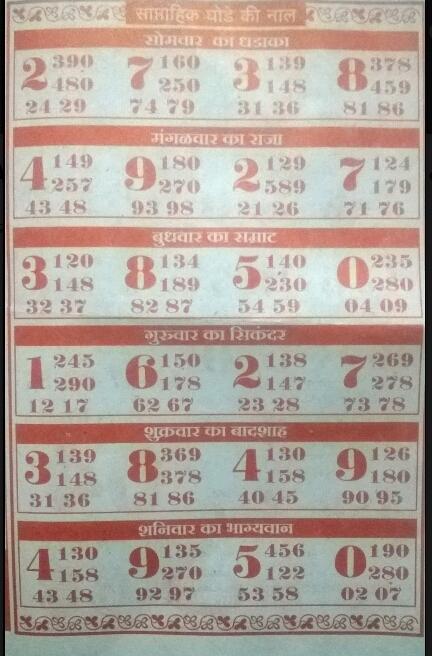 साप्ताहिक घोडे की नाल
सोमवार का धडाका
2 390 7 160 3 139 8 378
480 250 148 459
24 29 74 79 31 36 81 86
मंगळवार का राजा
4 149 9 180 2 129 7 124
257 270 589 179
43 48 93 98 21 26 71 76
बुधवार का सम्राट
3 120 8 134 5 140 0 235
148 189 230 280
32 37 82 87 54 59 04 09
गुरुवार का सिकंदर
1 245 6 150 2 138 7 269
290 178 147 278
12 17 62 67 23 28 73 78
शुक्रवार का बादशाह
3 139 8 369 4 130 9 126
148 378 158 180
31 36 81 86 40 45 90 95
शनिवार का भाग्यवान
4 130 9 135 5 456 0 190
158 270 122 280
43 48 92 97 53 58 02 07